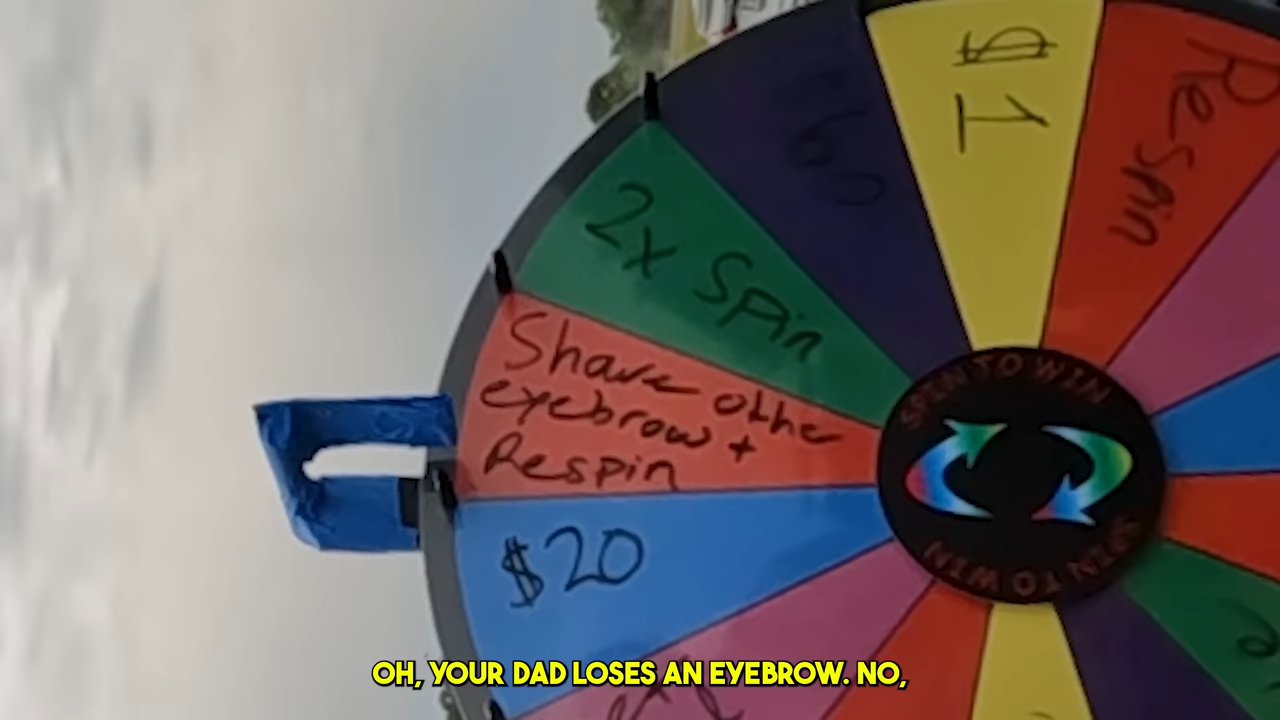 $1
Respin
2x Spin
Shave other
eyebrow +
Respin
$20
SPIN TO WIN
SPIN TO WIN
OH, YOUR DAD LOSES AN EYEBROW. NO,